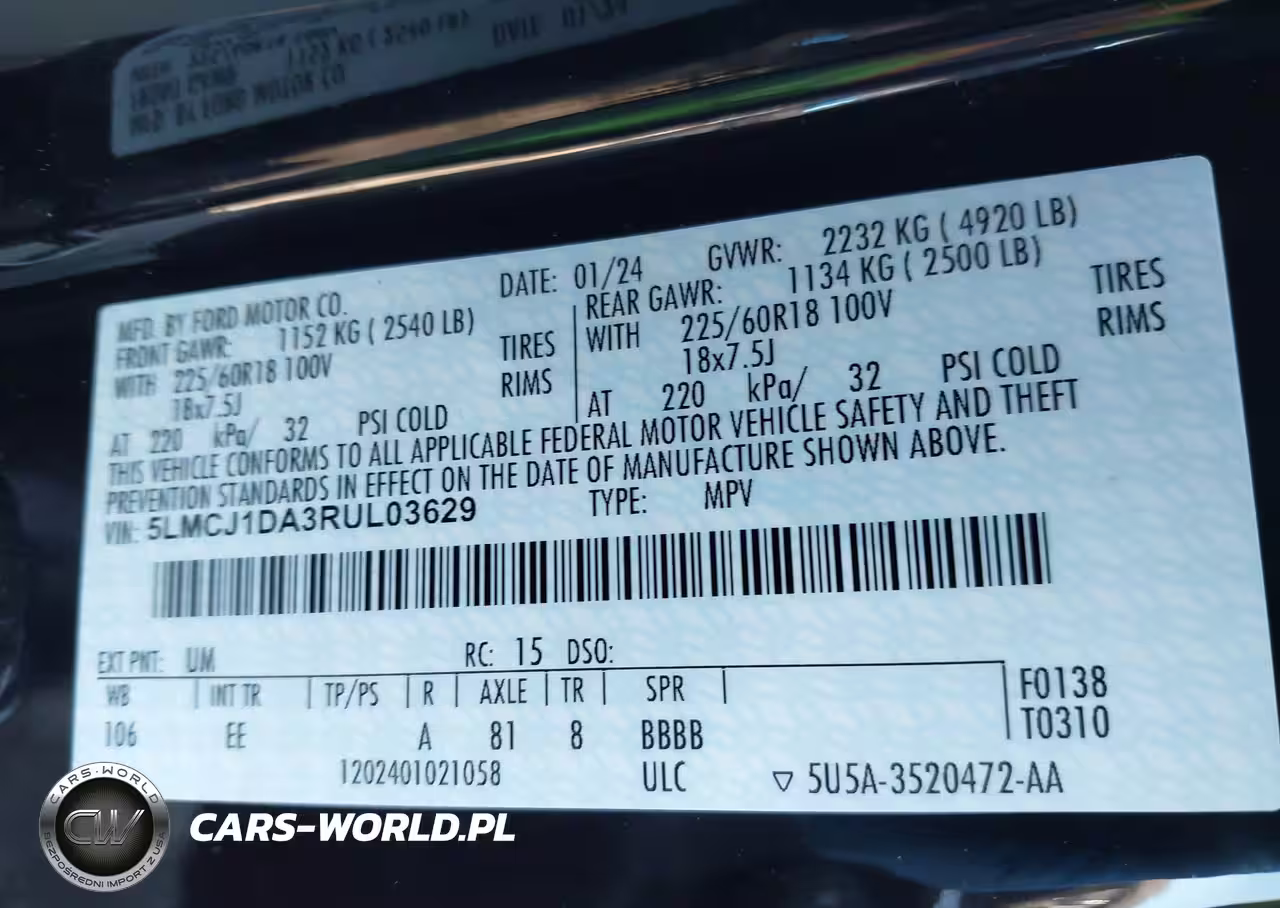 MFD. BY FORD MOTOR CO.
DATE: 01/24
GVWR: 2232 KG ( 4920 LB)
FRONT GAWR: 1152 KG ( 2540 LB)
WITH 225/60R18 100V TIRES
18x7.5J RIMS
AT 220 kPa/ 32 PSI COLD
REAR GAWR: 1134 KG ( 2500 LB)
WITH 225/60R18 100V TIRES
18x7.5J RIMS
AT 220 kPa/ 32 PSI COLD
THIS VEHICLE CONFORMS TO ALL APPLICABLE FEDERAL MOTOR VEHICLE SAFETY AND THEFT
PREVENTION STANDARDS IN EFFECT ON THE DATE OF MANUFACTURE SHOWN ABOVE.
VIN: 5LMCJ1DA3RUL03629 TYPE: MPV
EXT PNT: UM RC: 15 DSO:
WB INT TR TP/PS R AXLE TR SPR F0138
106 EE A 81 8 BBBB T0310
1202401021058 ULC ▽ 5U5A-3520472-AA
CARS-WORLD
CW
BEZPOŚREDNI IMPORT Z USA
CARS-WORLD.PL